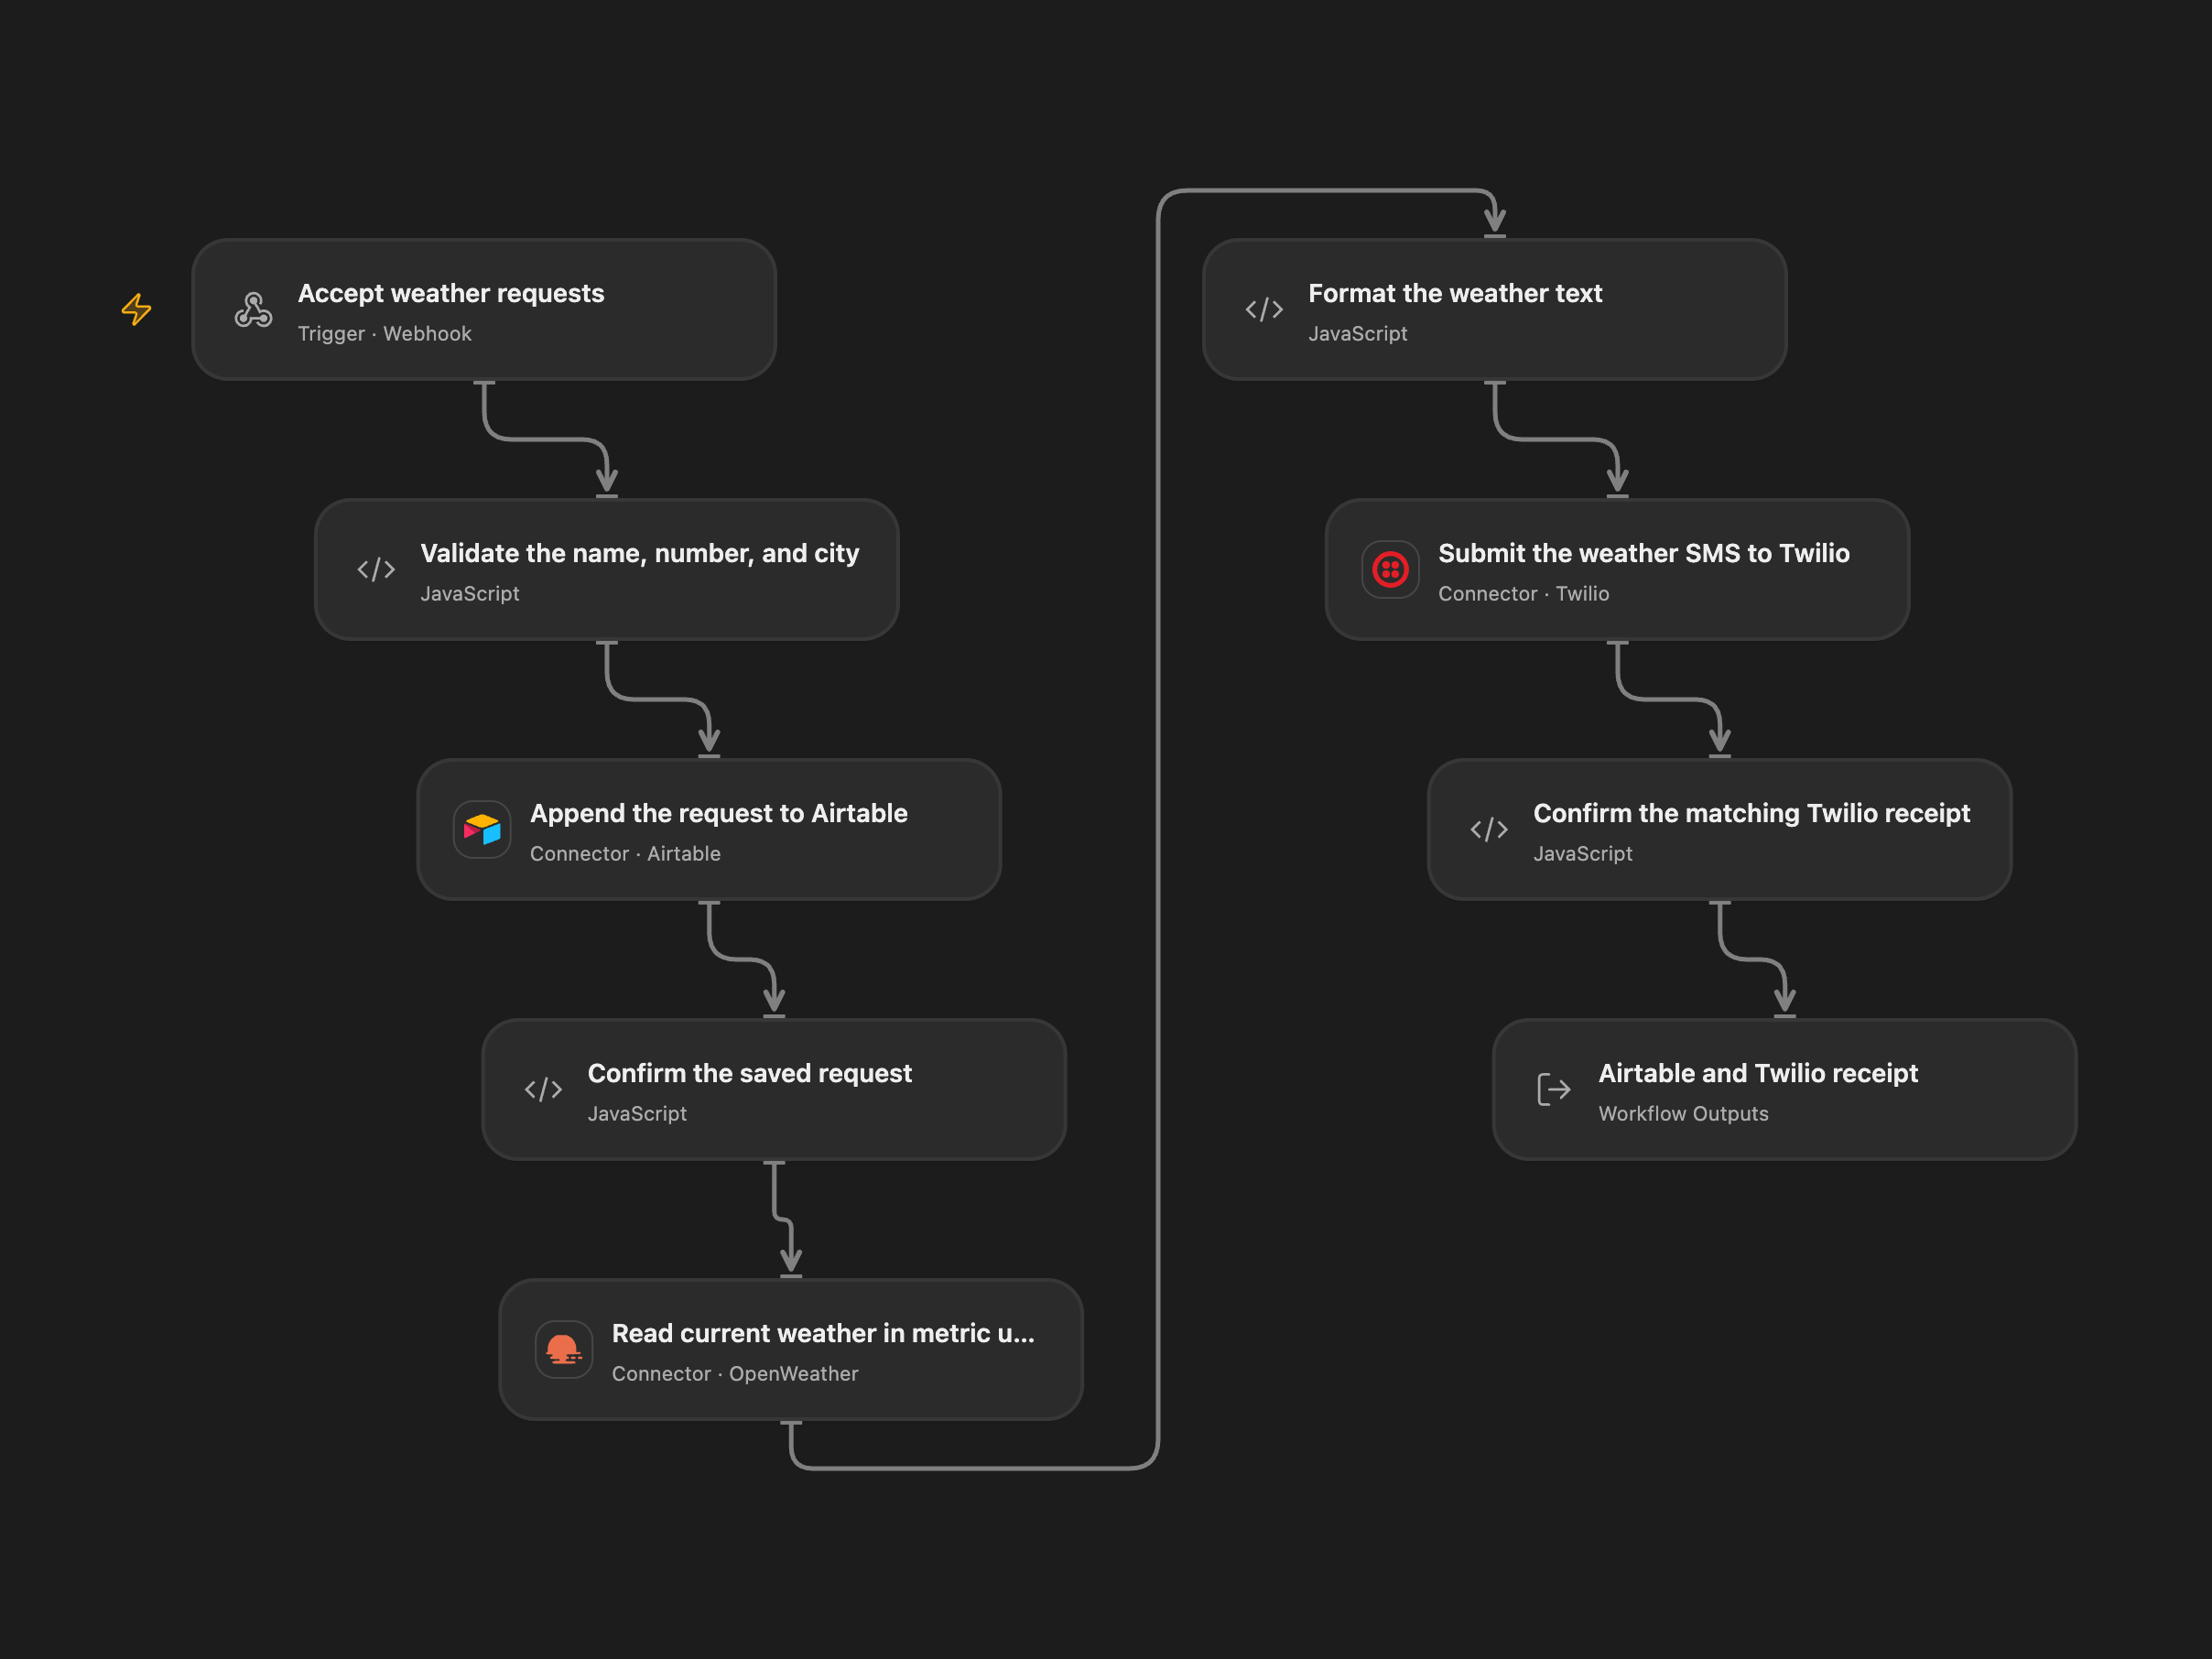 Accept weather requests
Trigger · Webhook
Validate the name, number, and city
JavaScript
Append the request to Airtable
Connector · Airtable
Confirm the saved request
JavaScript
Read current weather in metric u...
Connector · OpenWeather
Format the weather text
JavaScript
Submit the weather SMS to Twilio
Connector · Twilio
Confirm the matching Twilio receipt
JavaScript
Airtable and Twilio receipt
Workflow Outputs